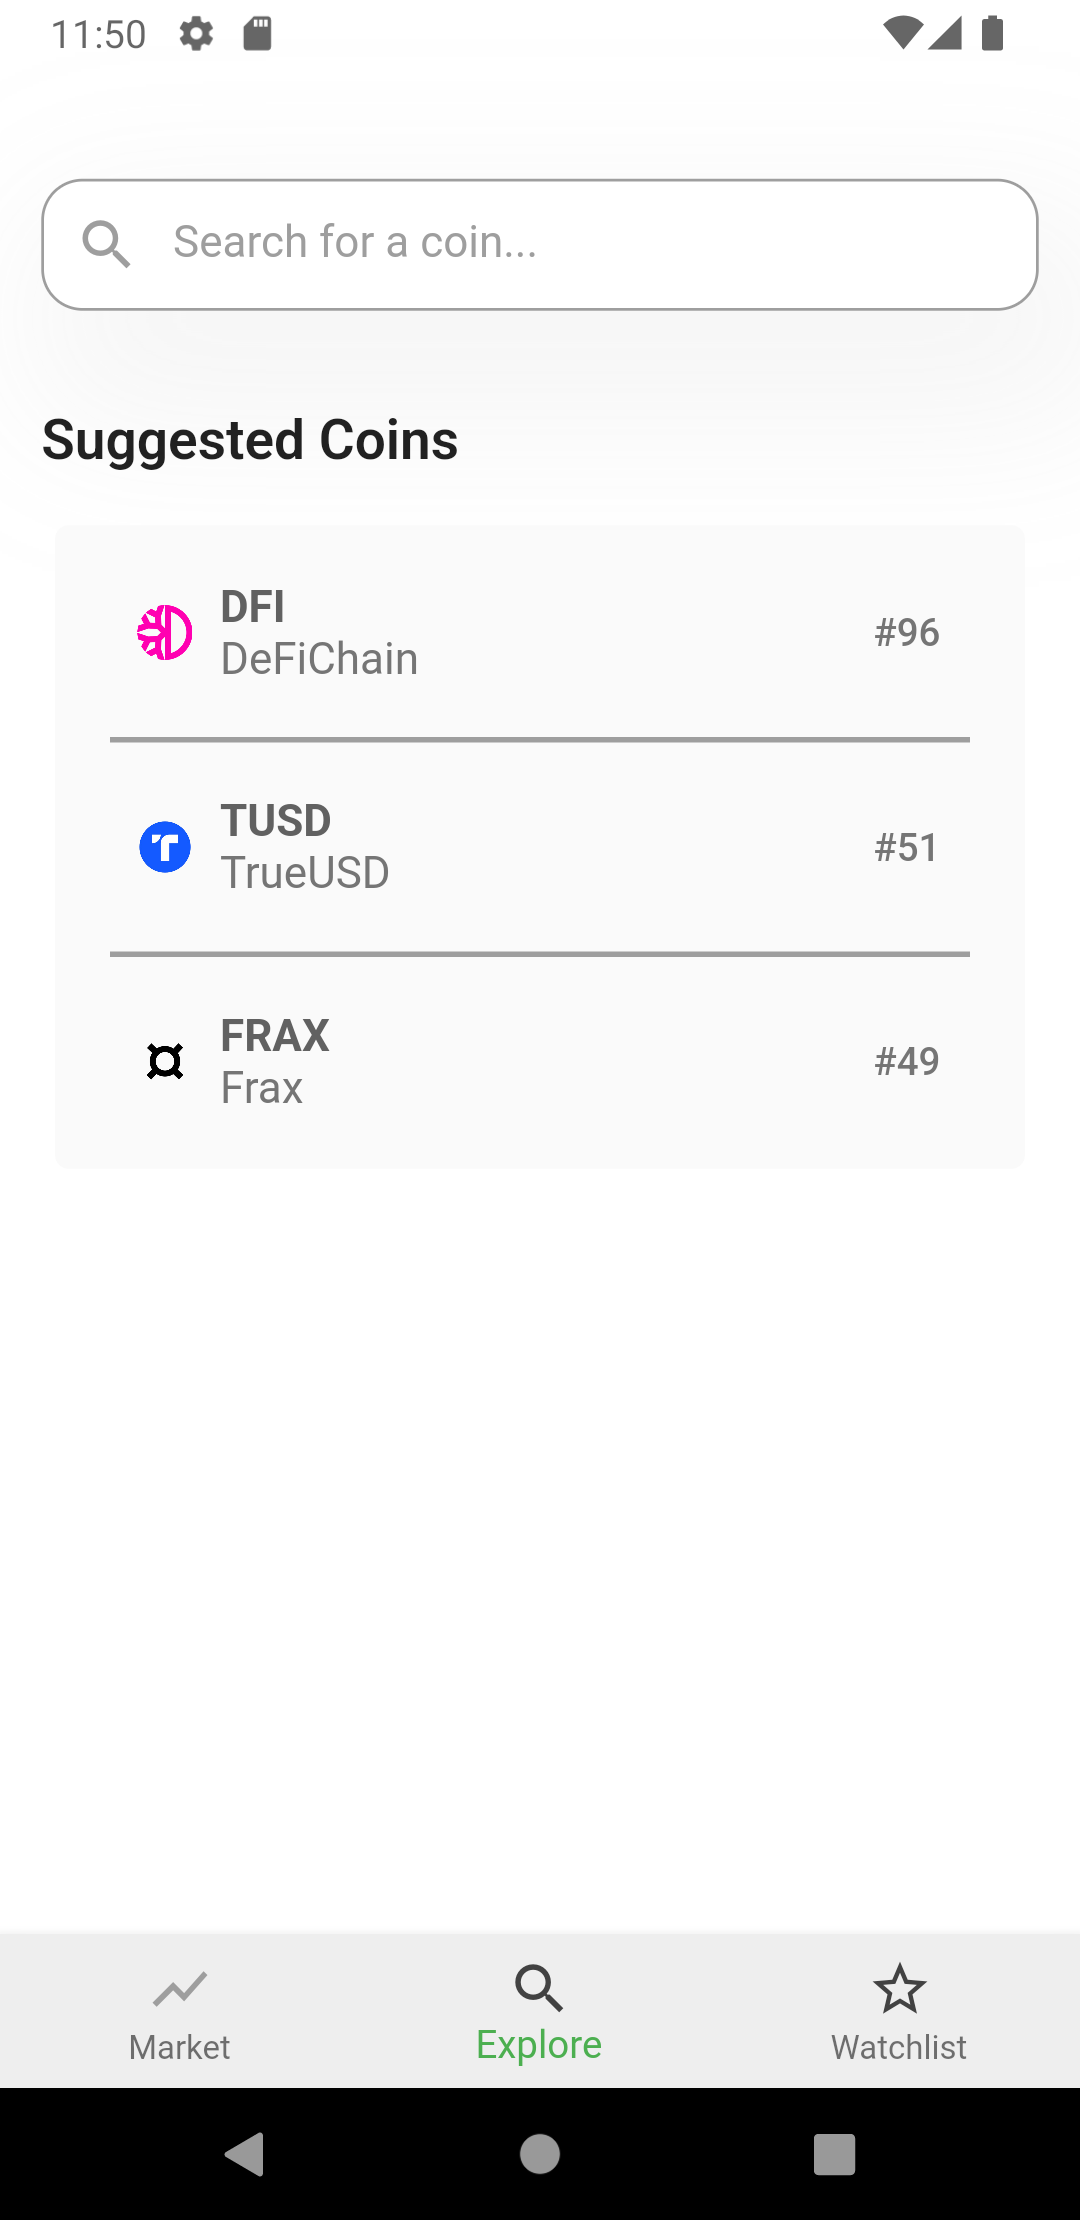 11:50
Search for a coin...
Suggested Coins
DFI
DeFiChain
#96
TUSD
TrueUSD
#51
FRAX
Frax
#49
Market
Explore
Watchlist